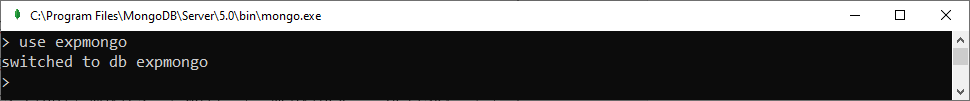 C:\Program Files\MongoDB\Server\5.0\bin\mongo.exe
> use expmongo
switched to db expmongo
>